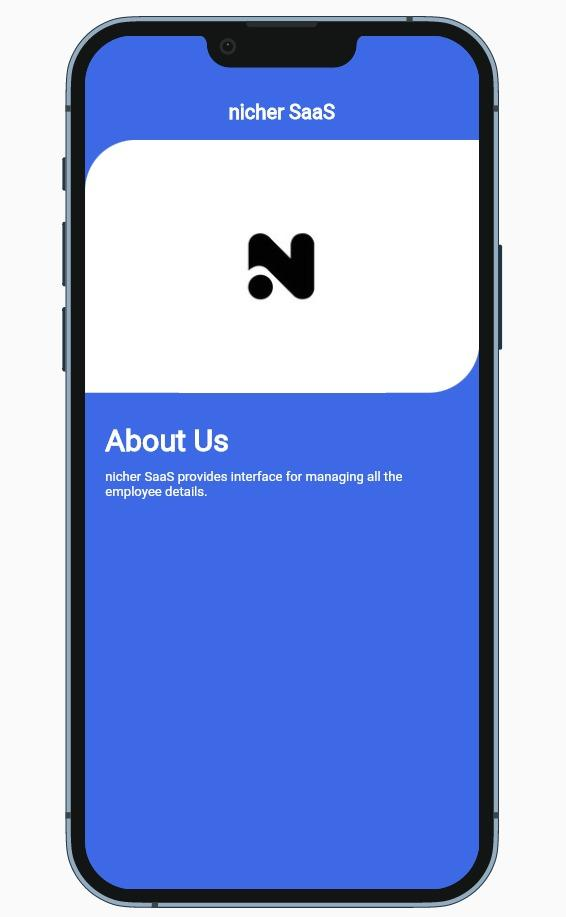 nicher SaaS
About Us
nicher SaaS provides interface for managing all the
employee details.